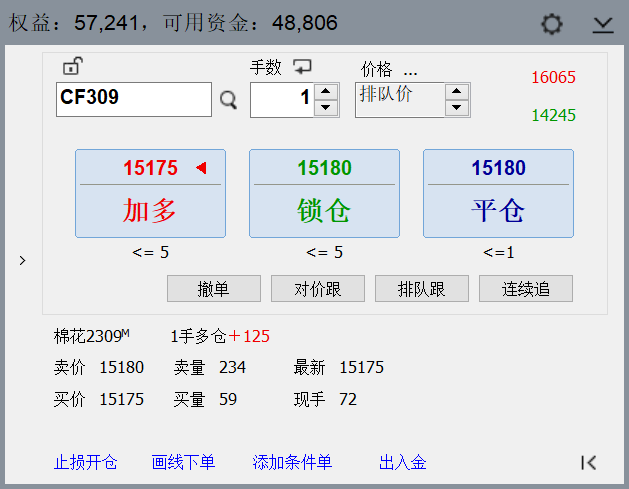 权益：57,241，可用资金：48,806
手数 价格 ...
16065
CF309 1 排队价
14245
15175 15180 15180
加多 锁仓 平仓
<= 5 <= 5 <=1
撤单 对价跟 排队跟 连续追
棉花2309M 1手多仓+125
卖价 15180 卖量 234 最新 15175
买价 15175 买量 59 现手 72
止损开仓 画线下单 添加条件单 出入金